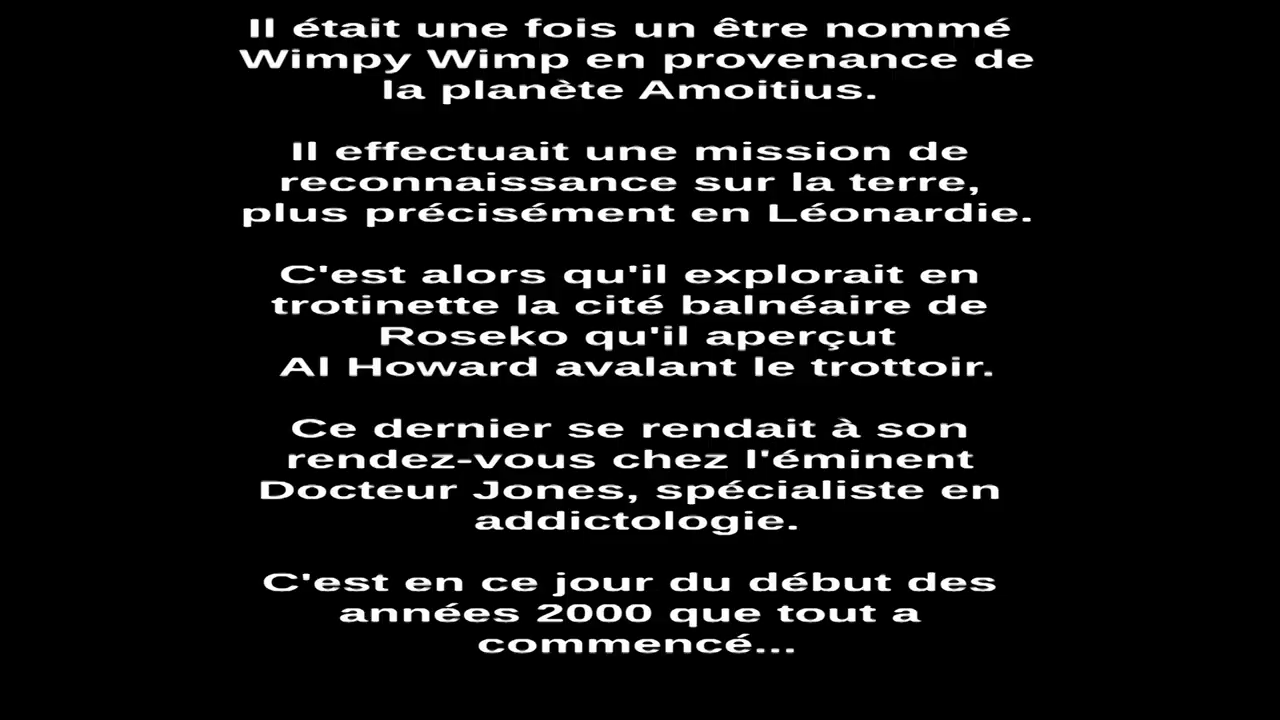 Il était une fois un être nommé
Wimpy Wimp en provenance de
la planète Amoitius.
Il effectuait une mission de
reconnaissance sur la terre,
plus précisément en Léonardie.
C'est alors qu'il explorait en
trotinette la cité balnéaire de
Roseko qu'il aperçut
Al Howard avalant le trottoir.
Ce dernier se rendait à son
rendez-vous chez l'éminent
Docteur Jones, spécialiste en
addictologie.
C'est en ce jour du début des
années 2000 que tout a
commencé...